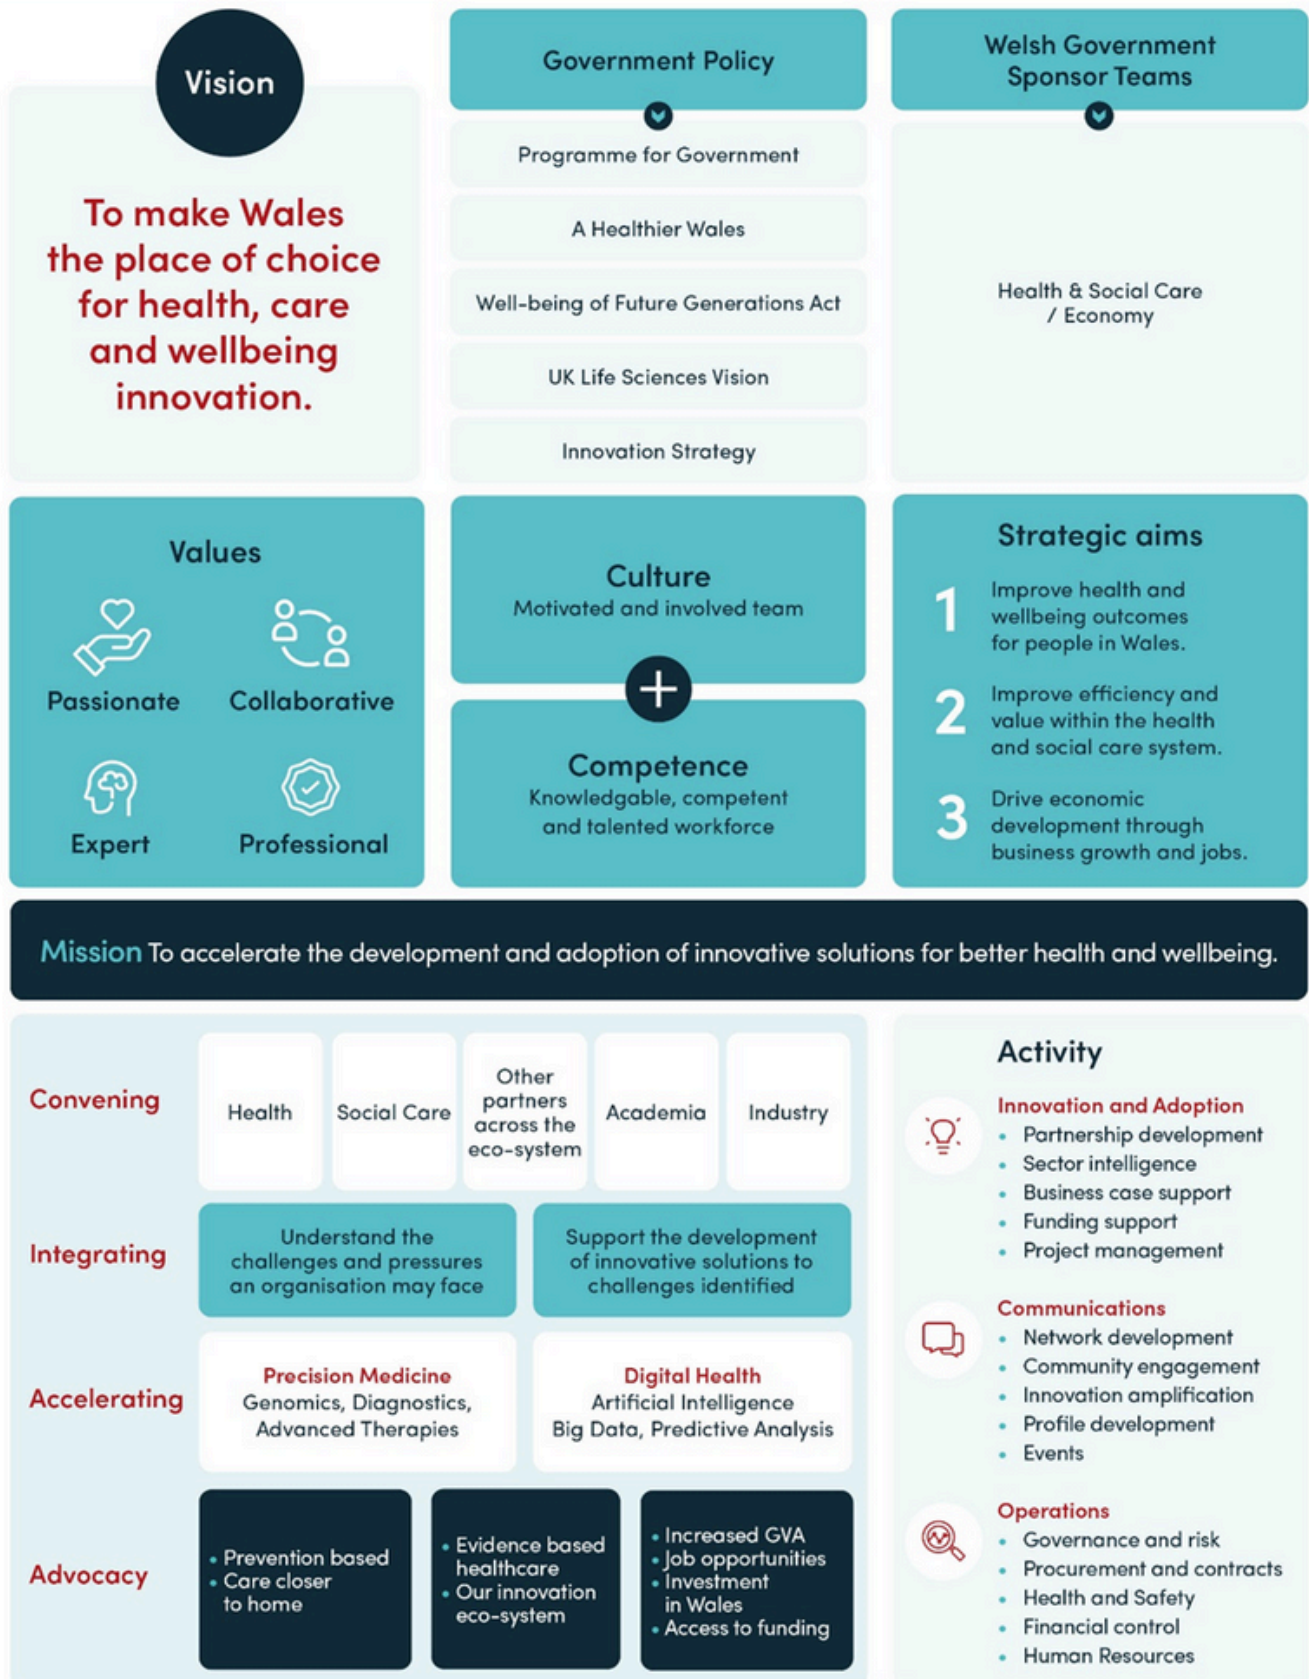 Vision
To make Wales
the place of choice
for health, care
and wellbeing
innovation.
Government Policy
Programme for Government
A Healthier Wales
Well-being of Future Generations Act
UK Life Sciences Vision
Innovation Strategy
Welsh Government
Sponsor Teams
Health & Social Care
/ Economy
Values
Passionate
Collaborative
Expert
Professional
Culture
Motivated and involved team
+
Competence
Knowledgable, competent
and talented workforce
Strategic aims
1
Improve health and
wellbeing outcomes
for people in Wales.
2
Improve efficiency and
value within the health
and social care system.
3
Drive economic
development through
business growth and jobs.
Mission To accelerate the development and adoption of innovative solutions for better health and wellbeing.
Convening
Health
Social Care
Other
partners
across the
eco-system
Academia
Industry
Integrating
Understand the
challenges and pressures
an organisation may face
Support the development
of innovative solutions to
challenges identified
Accelerating
Precision Medicine
Genomics, Diagnostics,
Advanced Therapies
Digital Health
Artificial Intelligence
Big Data, Predictive Analysis
Advocacy
• Prevention based
• Care closer
to home
• Evidence based
healthcare
• Our innovation
eco-system
• Increased GVA
• Job opportunities
• Investment
in Wales
• Access to funding
Activity
Innovation and Adoption
• Partnership development
• Sector intelligence
• Business case support
• Funding support
• Project management
Communications
• Network development
• Community engagement
• Innovation amplification
• Profile development
• Events
Operations
• Governance and risk
• Procurement and contracts
• Health and Safety
• Financial control
• Human Resources